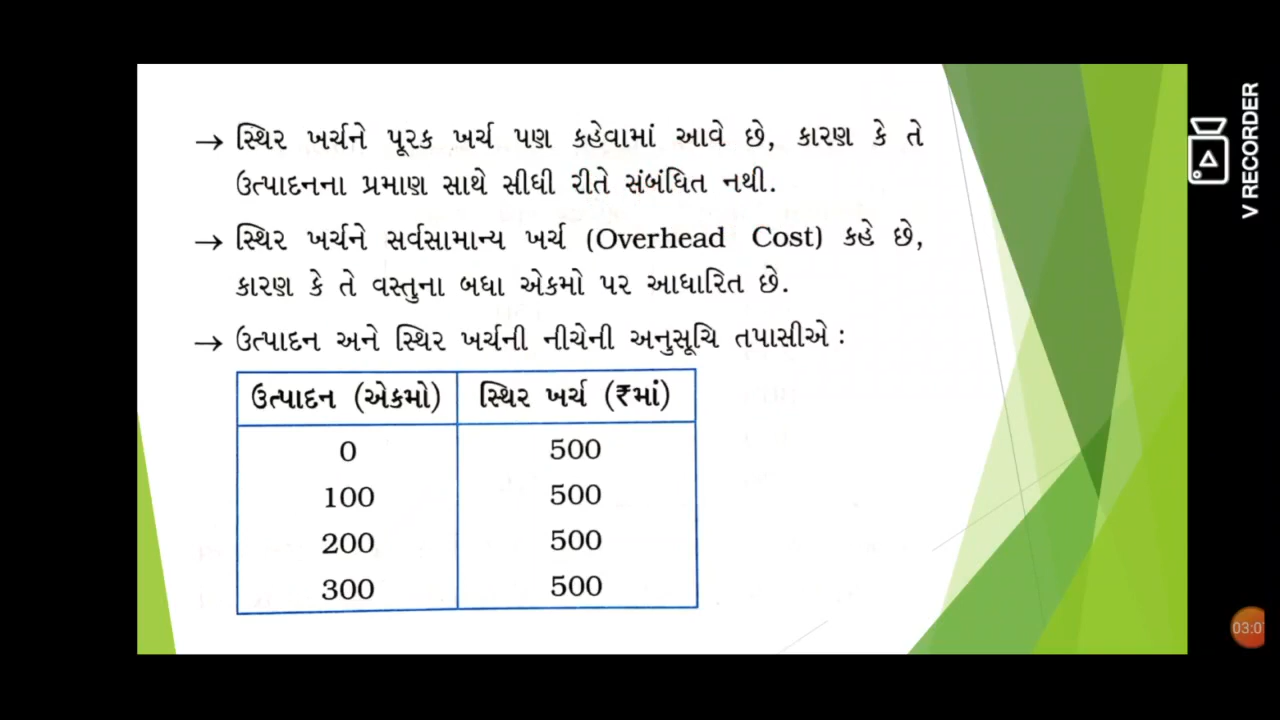 → સ્થિર ખર્ચને પૂરક ખર્ચ પણ કહેવામાં આવે છે, કારણ કે તે
ઉત્પાદનના પ્રમાણ સાથે સીધી રીતે સંબંધિત નથી.
→ સ્થિર ખર્ચને સર્વસામાન્ય ખર્ચ (Overhead Cost) કહે છે,
કારણ કે તે વસ્તુના બધા એકમો પર આધારિત છે.
→ ઉત્પાદન અને સ્થિર ખર્ચની નીચેની અનુસૂચિ તપાસીએ :
ઉત્પાદન (એકમો) સ્થિર ખર્ચ (₹માં)
0 500
100 500
200 500
300 500
V RECORDER